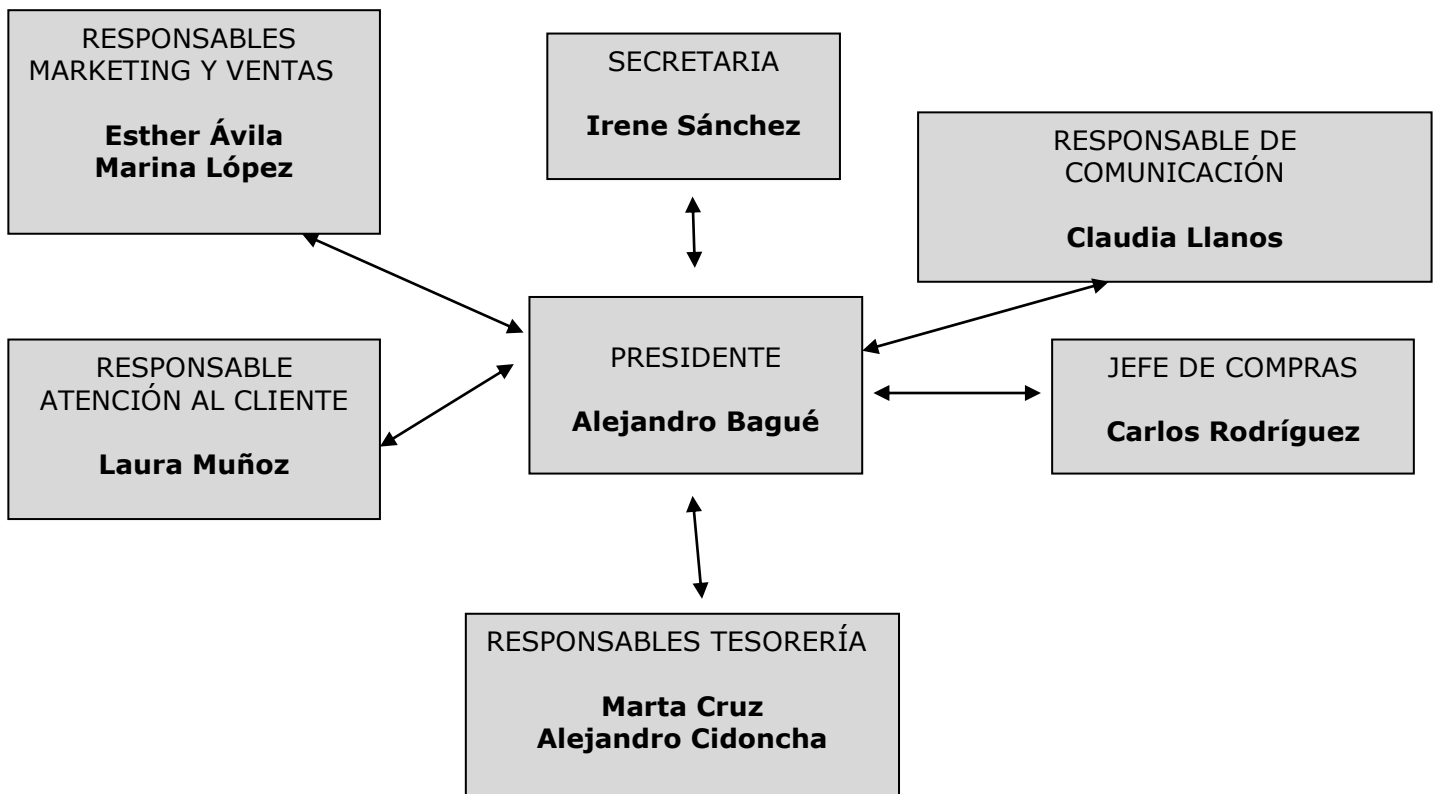 RESPONSABLES
MARKETING Y VENTAS
Esther Ávila
Marina López
SECRETARIA
Irene Sánchez
RESPONSABLE DE
COMUNICACIÓN
Claudia Llanos
RESPONSABLE
ATENCIÓN AL CLIENTE
Laura Muñoz
PRESIDENTE
Alejandro Bagué
JEFE DE COMPRAS
Carlos Rodríguez
RESPONSABLES TESORERÍA
Marta Cruz
Alejandro Cidoncha